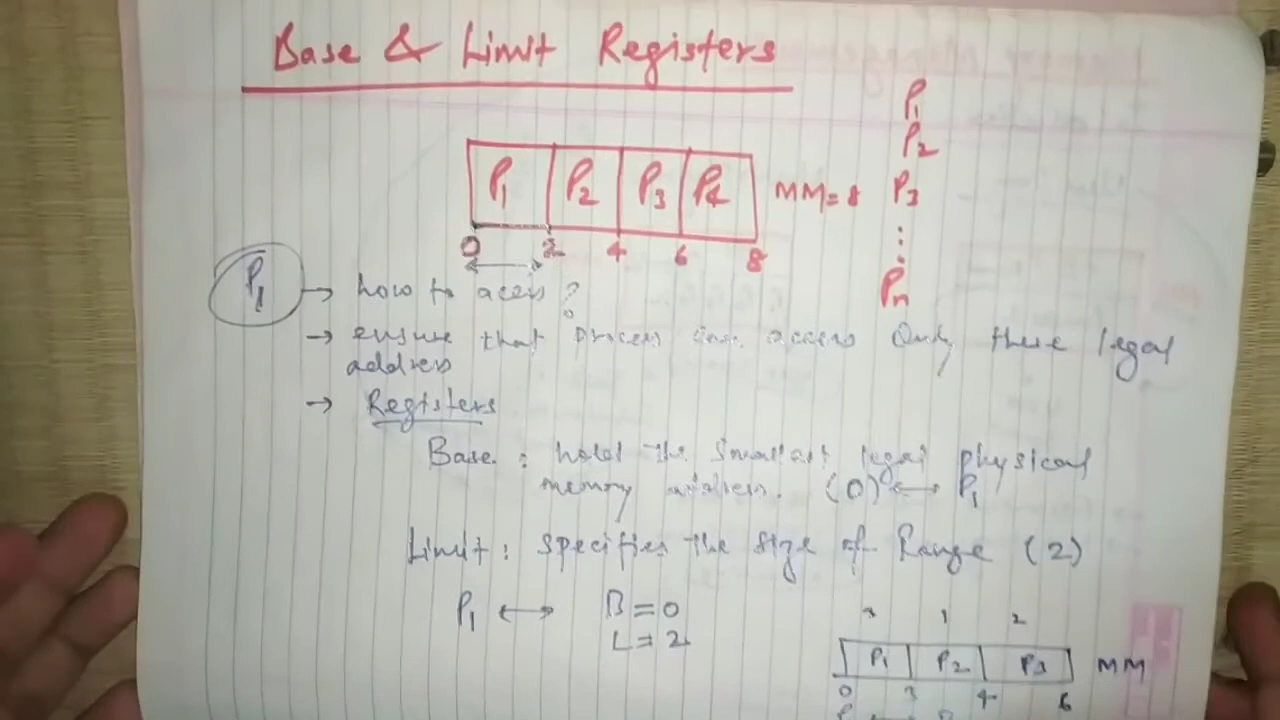 Base & Limit Registers
P1
P2
P3
:
Pn
P1 P2 P3 P4 MM=8
0 2 4 6 8
P1 → how to acess?
→ ensure that process can access only these legal
address
→ Registers
Base : hold the smallest legal physical
memory address. (0) ↔ P1
Limit : specifies the size of Range (2)
P1 ↔ B = 0
L = 2
3 1 2
P1 P2 P3 MM
0 3 4 6